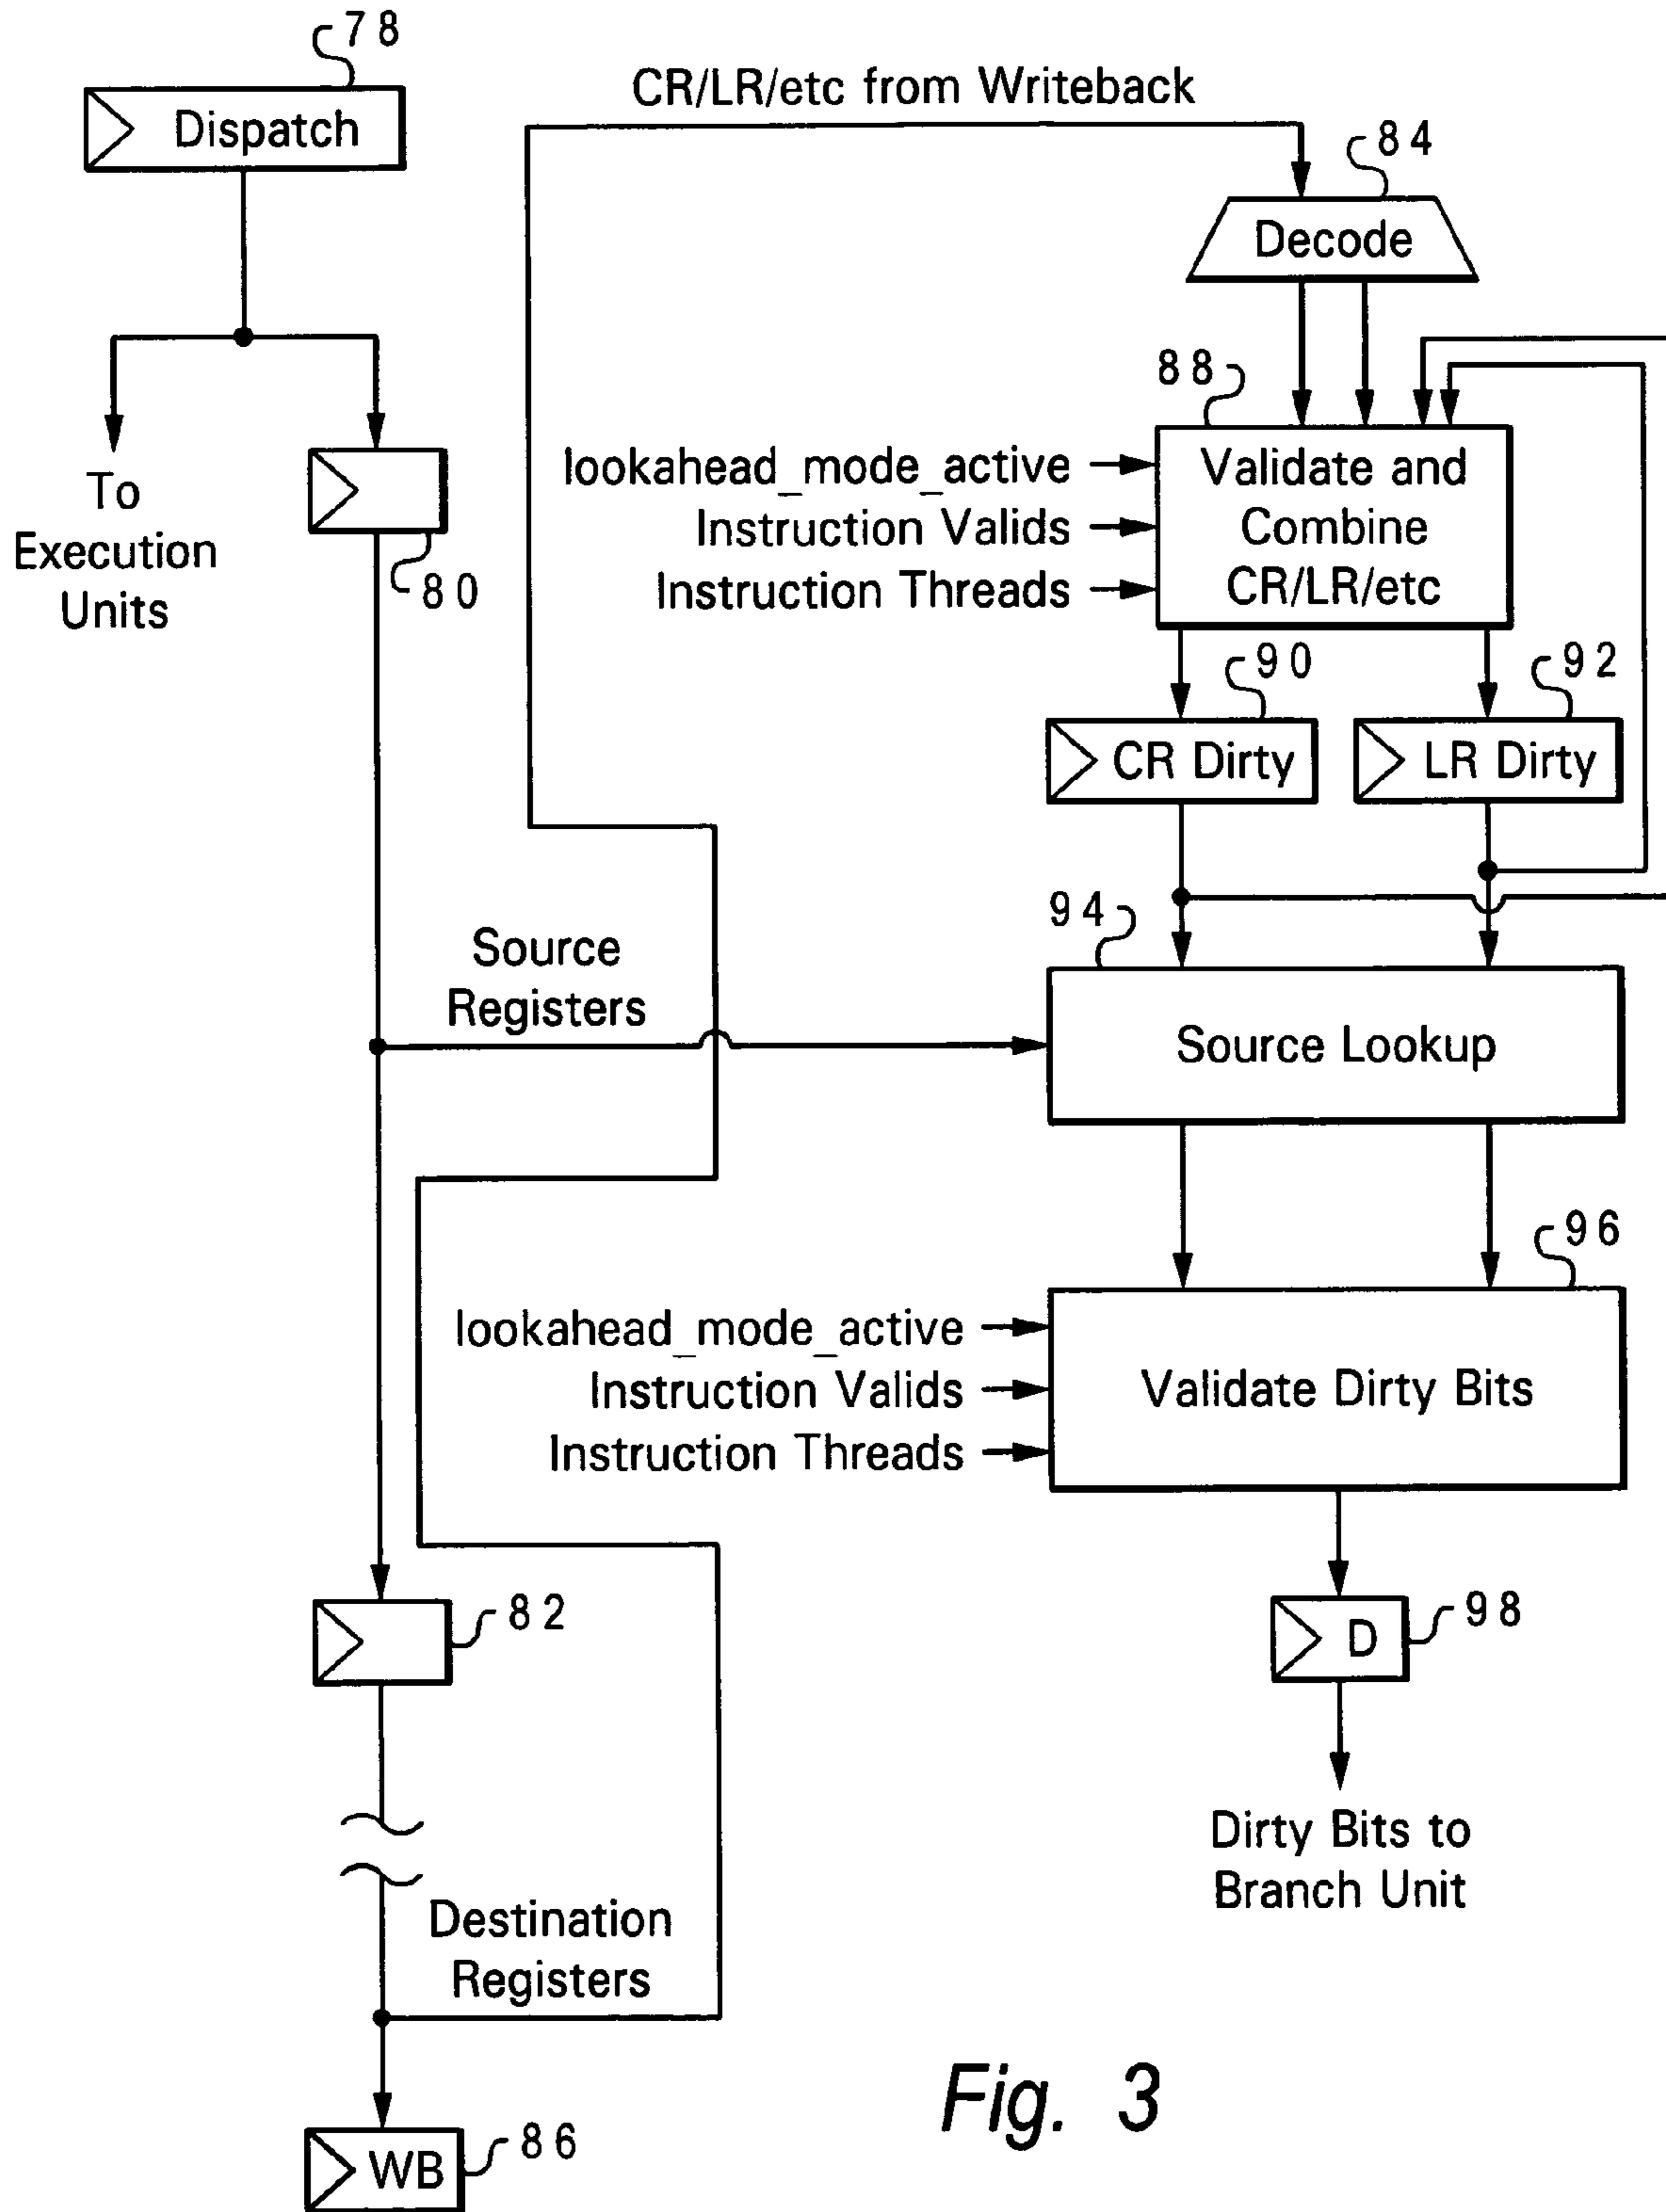 78
Dispatch
To
Execution
Units
80
CR/LR/etc from Writeback
84
Decode
88
lookahead_mode_active
Instruction Valids
Instruction Threads
Validate and
Combine
CR/LR/etc
90
CR Dirty
92
LR Dirty
94
Source
Registers
Source Lookup
96
lookahead_mode_active
Instruction Valids
Instruction Threads
Validate Dirty Bits
82
D
98
Dirty Bits to
Branch Unit
Destination
Registers
WB
86
Fig. 3